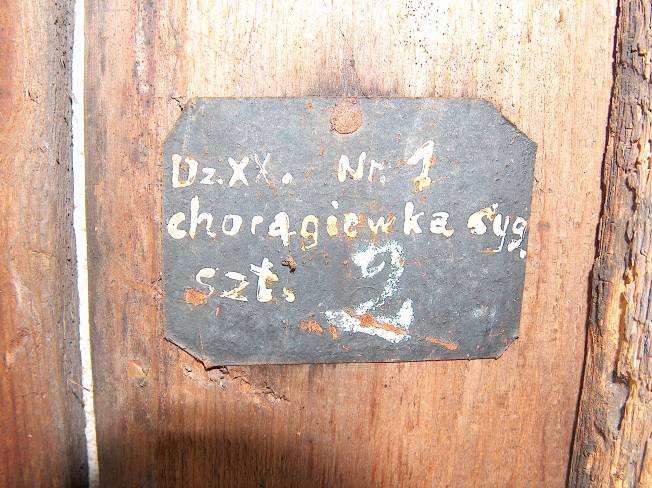 Dz.XX. Nr. 1
chorągiewka syg.
szt. 2